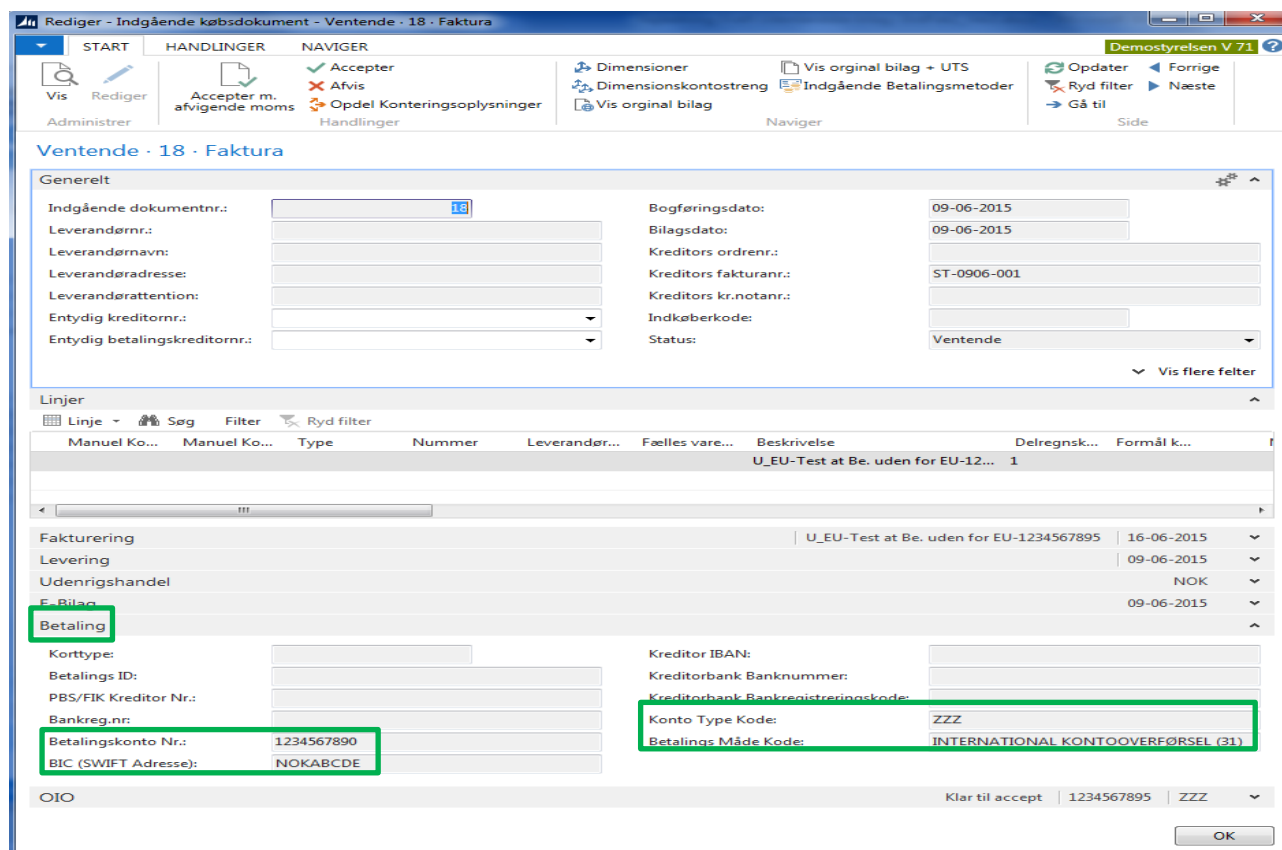 Rediger - Indgående købsdokument - Ventende · 18 · Faktura
START HANDLINGER NAVIGER Demostyrelsen V 71
Vis
Rediger
Administrer
Accepter m. afvigende moms
Accepter
Afvis
Opdel Konteringsoplysninger
Handlinger
Dimensioner
Dimensionskontostreng
Vis orginal bilag
Vis orginal bilag + UTS
Indgående Betalingsmetoder
Naviger
Opdater
Ryd filter
Gå til
Forrige
Næste
Side
Ventende · 18 · Faktura
Generelt
Indgående dokumentnr.: 18
Leverandørnr.:
Leverandørnavn:
Leverandøradresse:
Leverandørattention:
Entydig kreditornr.:
Entydig betalingskreditornr.:
Bogføringsdato: 09-06-2015
Bilagsdato: 09-06-2015
Kreditors ordrenr.:
Kreditors fakturanr.: ST-0906-001
Kreditors kr.notanr.:
Indkøberkode:
Status: Ventende
Vis flere felter
Linjer
Linje Søg Filter Ryd filter
Manuel Ko... Manuel Ko... Type Nummer Leverandør... Fælles vare... Beskrivelse Delregnsk... Formål k...
U_EU-Test at Be. uden for EU-12... 1
Fakturering U_EU-Test at Be. uden for EU-1234567895 16-06-2015
Levering 09-06-2015
Udenrigshandel NOK
E-Bilag 09-06-2015
Betaling
Korttype:
Betalings ID:
PBS/FIK Kreditor Nr.:
Bankreg.nr:
Betalingskonto Nr.: 1234567890
BIC (SWIFT Adresse): NOKABCDE
Kreditor IBAN:
Kreditorbank Banknummer:
Kreditorbank Bankregistreringskode:
Konto Type Kode: ZZZ
Betalings Måde Kode: INTERNATIONAL KONTOOVERFØRSEL (31)
OIO Klar til accept 1234567895 ZZZ
OK